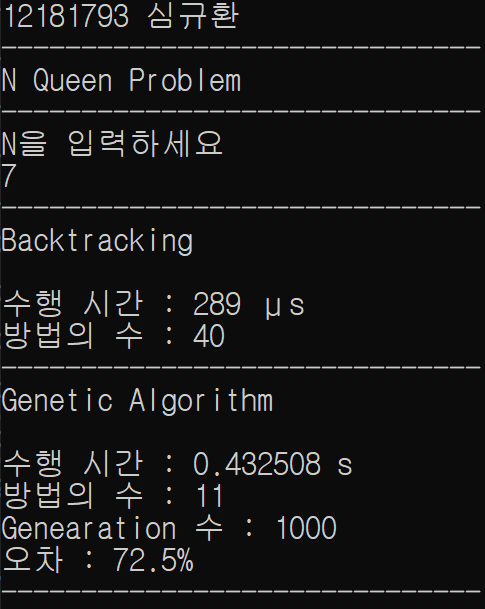 12181793 심규환
------------------------------
N Queen Problem
------------------------------
N을 입력하세요
7
------------------------------
Backtracking
수행 시간 : 289 μs
방법의 수 : 40
------------------------------
Genetic Algorithm
수행 시간 : 0.432508 s
방법의 수 : 11
Genearation 수 : 1000
오차 : 72.5%
------------------------------